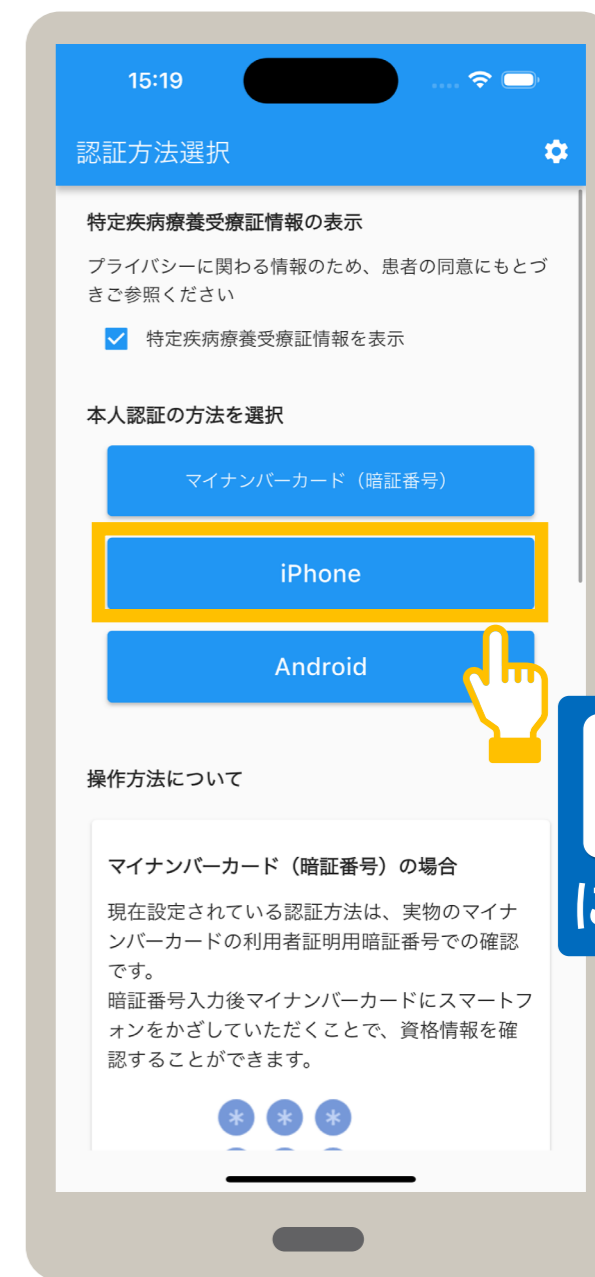 15:19
認証方法選択
特定疾病療養受療証情報の表示
プライバシーに関わる情報のため、患者の同意にもとづ
きご参照ください
特定疾病療養受療証情報を表示
本人認証の方法を選択
マイナンバーカード（暗証番号）
iPhone
Android
操作方法について
マイナンバーカード（暗証番号）の場合
現在設定されている認証方法は、実物のマイナ
ンバーカードの利用者証明用暗証番号での確認
です。
暗証番号入力後マイナンバーカードにスマートフ
ォンをかざしていただくことで、資格情報を確
認することができます。